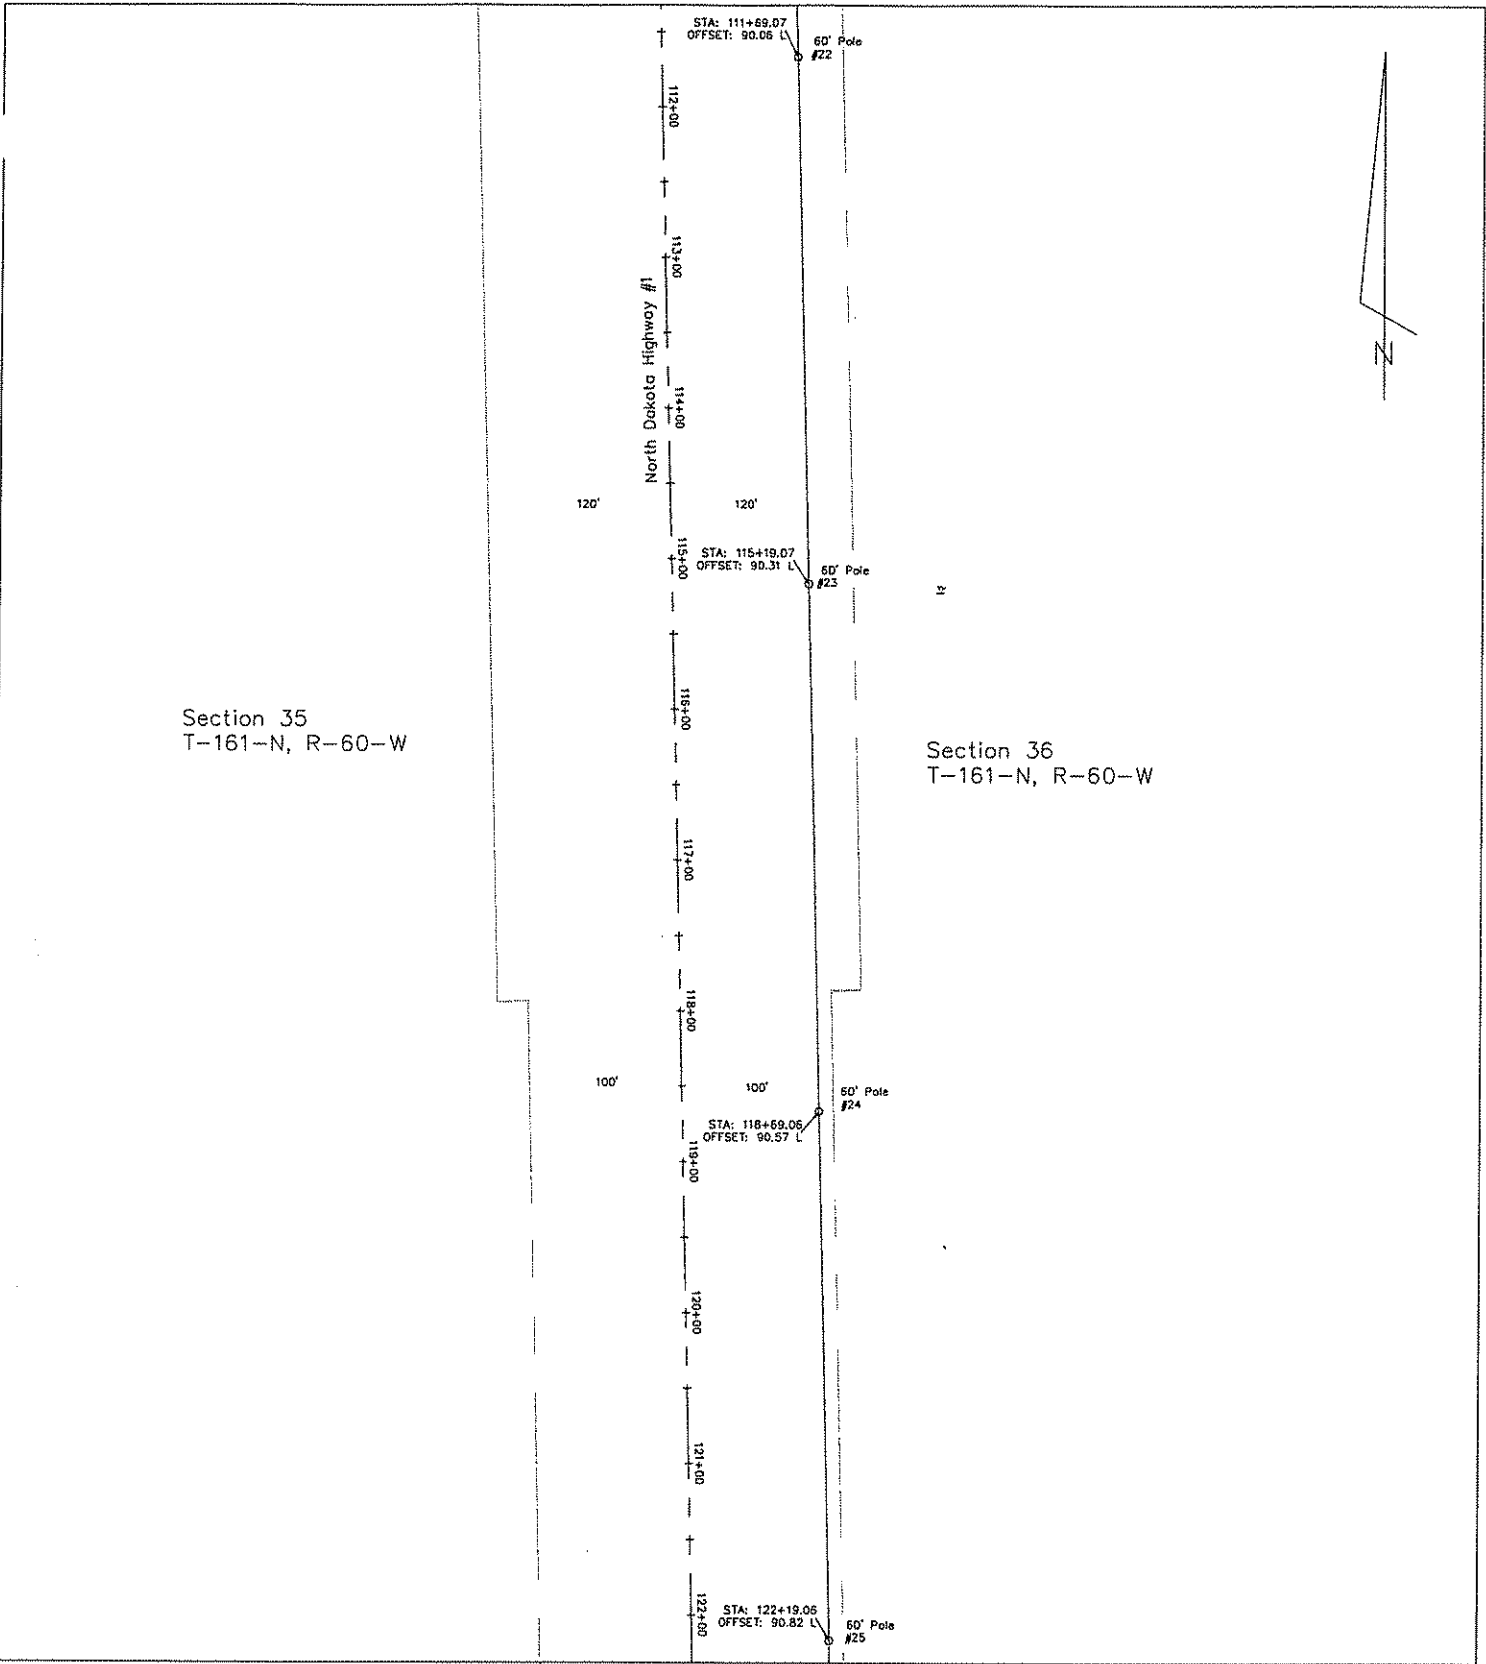 STA: 111+69.07
OFFSET: 90.06 L
60' Pole
#22
112+00
113+00
North Dakota Highway #1
114+00
N
120'
120'
115+00
STA: 115+19.07
OFFSET: 90.31 L
60' Pole
#23
116+00
Section 35
T-161-N, R-60-W
Section 36
T-161-N, R-60-W
117+00
118+00
100'
100'
60' Pole
#24
STA: 118+69.06
OFFSET: 90.57 L
119+00
120+00
121+00
122+00
STA: 122+19.06
OFFSET: 90.82 L
60' Pole
#25